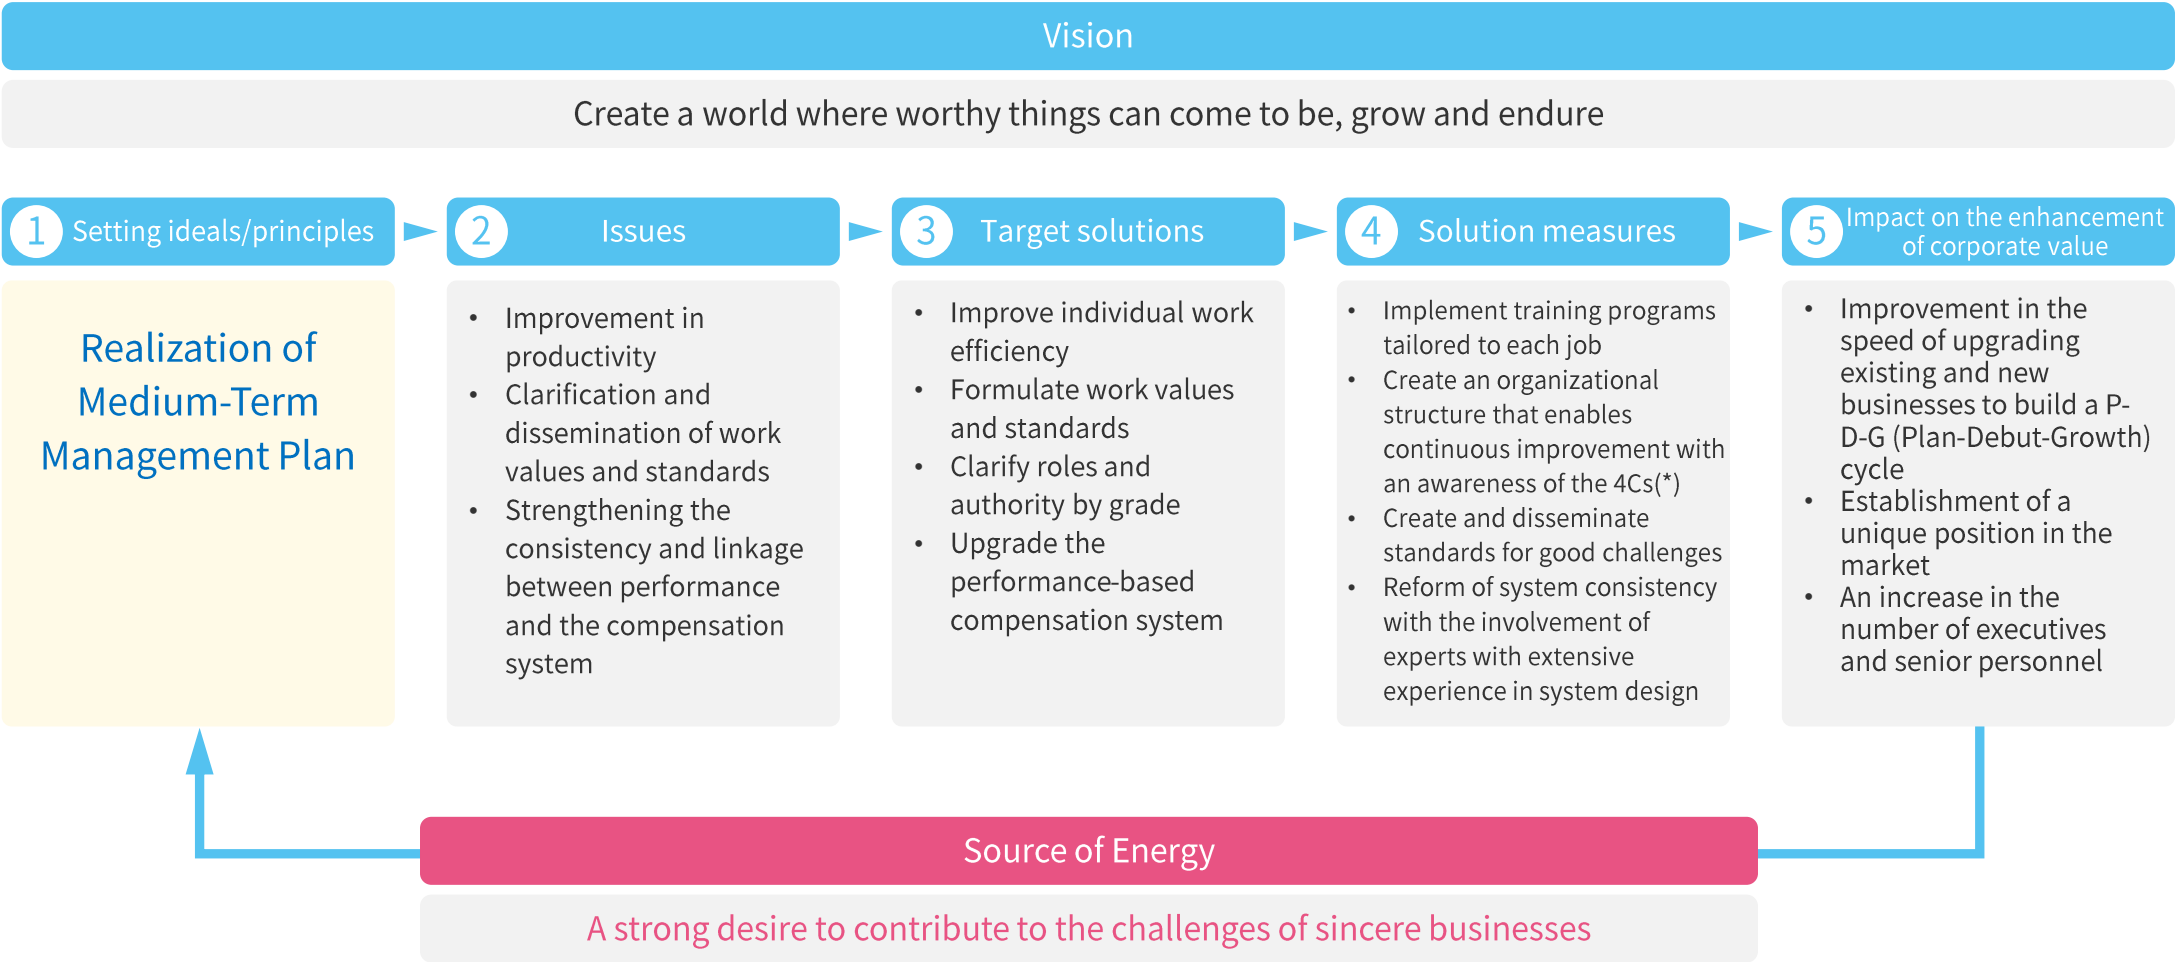 Vision
Create a world where worthy things can come to be, grow and endure
1 Setting ideals/principles
Realization of
Medium-Term
Management Plan
2 Issues
• Improvement in
productivity
• Clarification and
dissemination of work
values and standards
• Strengthening the
consistency and linkage
between performance
and the compensation
system
3 Target solutions
• Improve individual work
efficiency
• Formulate work values
and standards
• Clarify roles and
authority by grade
• Upgrade the
performance-based
compensation system
4 Solution measures
• Implement training programs
tailored to each job
• Create an organizational
structure that enables
continuous improvement with
an awareness of the 4Cs(*)
• Create and disseminate
standards for good challenges
• Reform of system consistency
with the involvement of
experts with extensive
experience in system design
5 Impact on the enhancement
of corporate value
• Improvement in the
speed of upgrading
existing and new
businesses to build a P-
D-G (Plan-Debut-Growth)
cycle
• Establishment of a
unique position in the
market
• An increase in the
number of executives
and senior personnel
Source of Energy
A strong desire to contribute to the challenges of sincere businesses